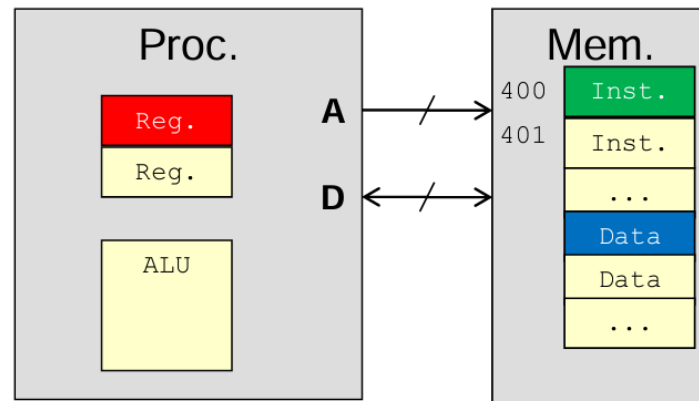 Proc.
Reg.
Reg.
ALU
A
D
Mem.
400
Inst.
401
Inst.
...
Data
Data
...